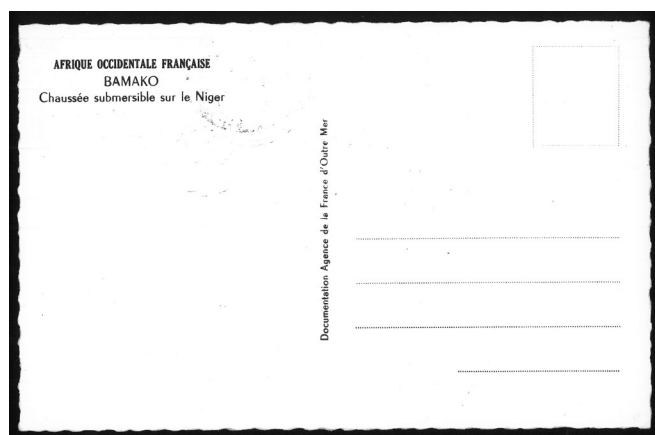 AFRIQUE OCCIDENTALE FRANÇAISE
BAMAKO
Chaussée submersible sur le Niger
Documentation Agence de la France d'Outre Mer